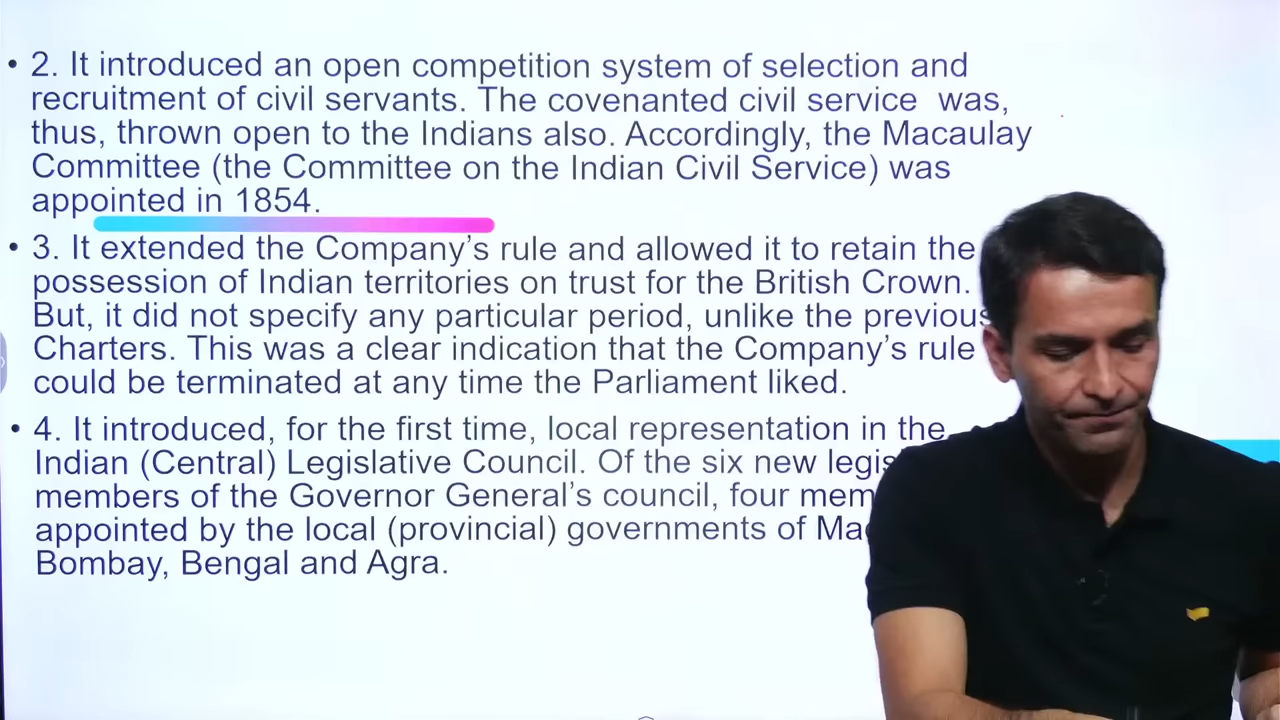 • 2. It introduced an open competition system of selection and
recruitment of civil servants. The covenanted civil service was,
thus, thrown open to the Indians also. Accordingly, the Macaulay
Committee (the Committee on the Indian Civil Service) was
appointed in 1854.
• 3. It extended the Company's rule and allowed it to retain the
possession of Indian territories on trust for the British Crown.
But, it did not specify any particular period, unlike the previous
Charters. This was a clear indication that the Company's rule
could be terminated at any time the Parliament liked.
• 4. It introduced, for the first time, local representation in the
Indian (Central) Legislative Council. Of the six new
members of the Governor General's council, four
appointed by the local (provincial) governments of
Bombay, Bengal and Agra.